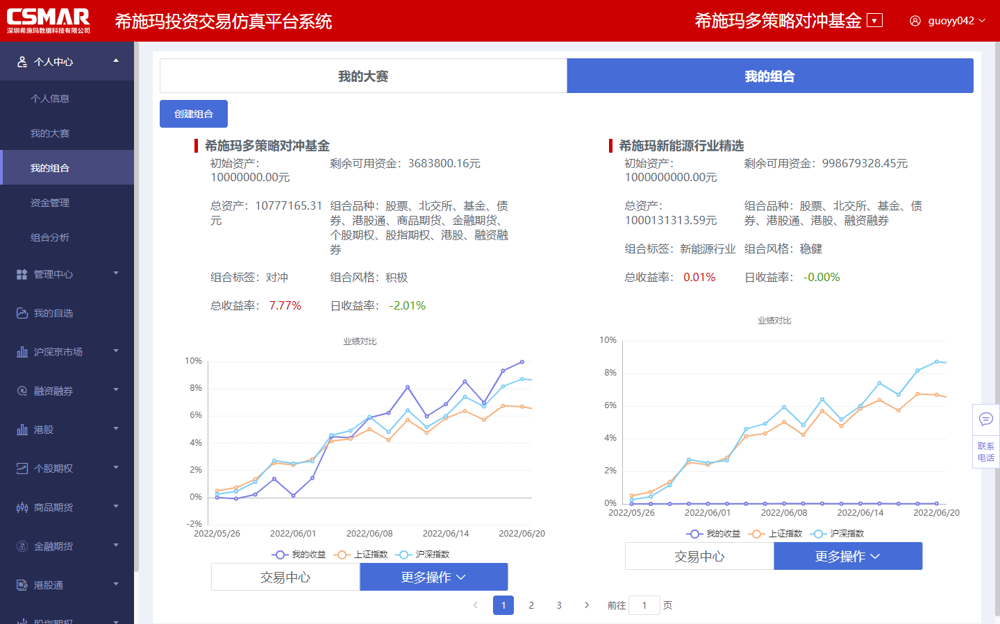 CSMAR
深圳希施玛数据科技有限公司
希施玛投资交易仿真平台系统
希施玛多策略对冲基金
guoyy042
个人中心
个人信息
我的大赛
我的组合
资金管理
组合分析
管理中心
我的自选
沪深京市场
融资融券
港股
个股期权
商品期货
金融期货
港股通
股指期权
我的大赛
我的组合
创建组合
希施玛多策略对冲基金
初始资产：
10000000.00元
剩余可用资金：3683800.16元
总资产：10777165.31
元
组合品种：股票、北交所、基金、债
券、港股通、商品期货、金融期货、
个股期权、股指期权、港股、融资融
券
组合标签：对冲
组合风格：积极
总收益率： 7.77%
日收益率： -2.01%
业绩对比
10%
8%
6%
4%
2%
0%
-2%
2022/05/26
2022/06/01
2022/06/08
2022/06/14
2022/06/20
我的收益
上证指数
沪深指数
交易中心
更多操作
希施玛新能源行业精选
初始资产：
1000000000.00元
剩余可用资金：998679328.45元
总资产：
1000131313.59元
组合品种：股票、北交所、基金、债
券、港股通、港股、融资融券
组合标签：新能源行业
组合风格：稳健
总收益率： 0.01%
日收益率： -0.00%
业绩对比
10%
8%
6%
4%
2%
0%
2022/05/26
2022/06/01
2022/06/08
2022/06/14
2022/06/20
我的收益
上证指数
沪深指数
交易中心
更多操作
1 2 3 前往 1 页
联系
电话